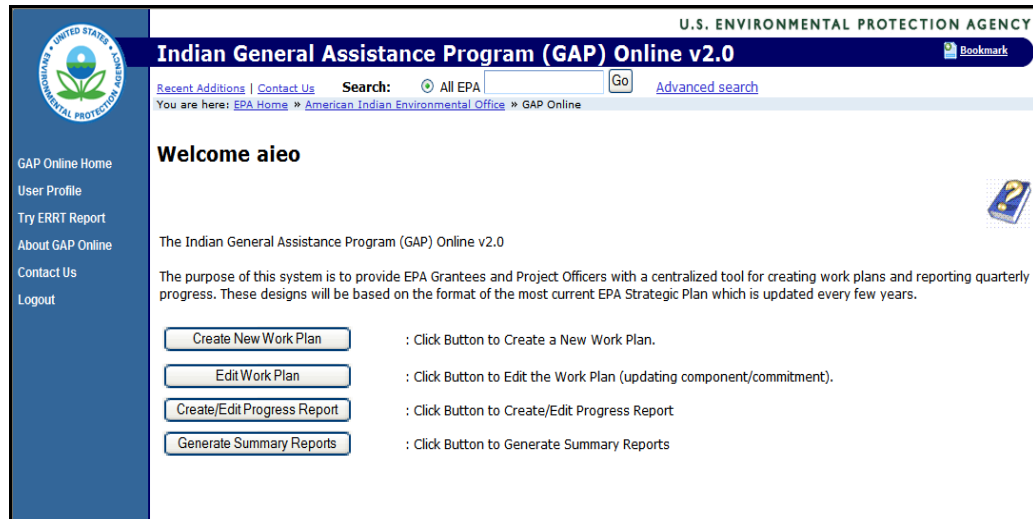 U.S. ENVIRONMENTAL PROTECTION AGENCY
UNITED STATES
ENVIRONMENTAL PROTECTION AGENCY
Indian General Assistance Program (GAP) Online v2.0
Bookmark
Recent Additions | Contact Us Search: All EPA Go Advanced search
You are here: EPA Home » American Indian Environmental Office » GAP Online
GAP Online Home
User Profile
Try ERRT Report
About GAP Online
Contact Us
Logout
Welcome aieo
The Indian General Assistance Program (GAP) Online v2.0
The purpose of this system is to provide EPA Grantees and Project Officers with a centralized tool for creating work plans and reporting quarterly
progress. These designs will be based on the format of the most current EPA Strategic Plan which is updated every few years.
Create New Work Plan : Click Button to Create a New Work Plan.
Edit Work Plan : Click Button to Edit the Work Plan (updating component/commitment).
Create/Edit Progress Report : Click Button to Create/Edit Progress Report
Generate Summary Reports : Click Button to Generate Summary Reports